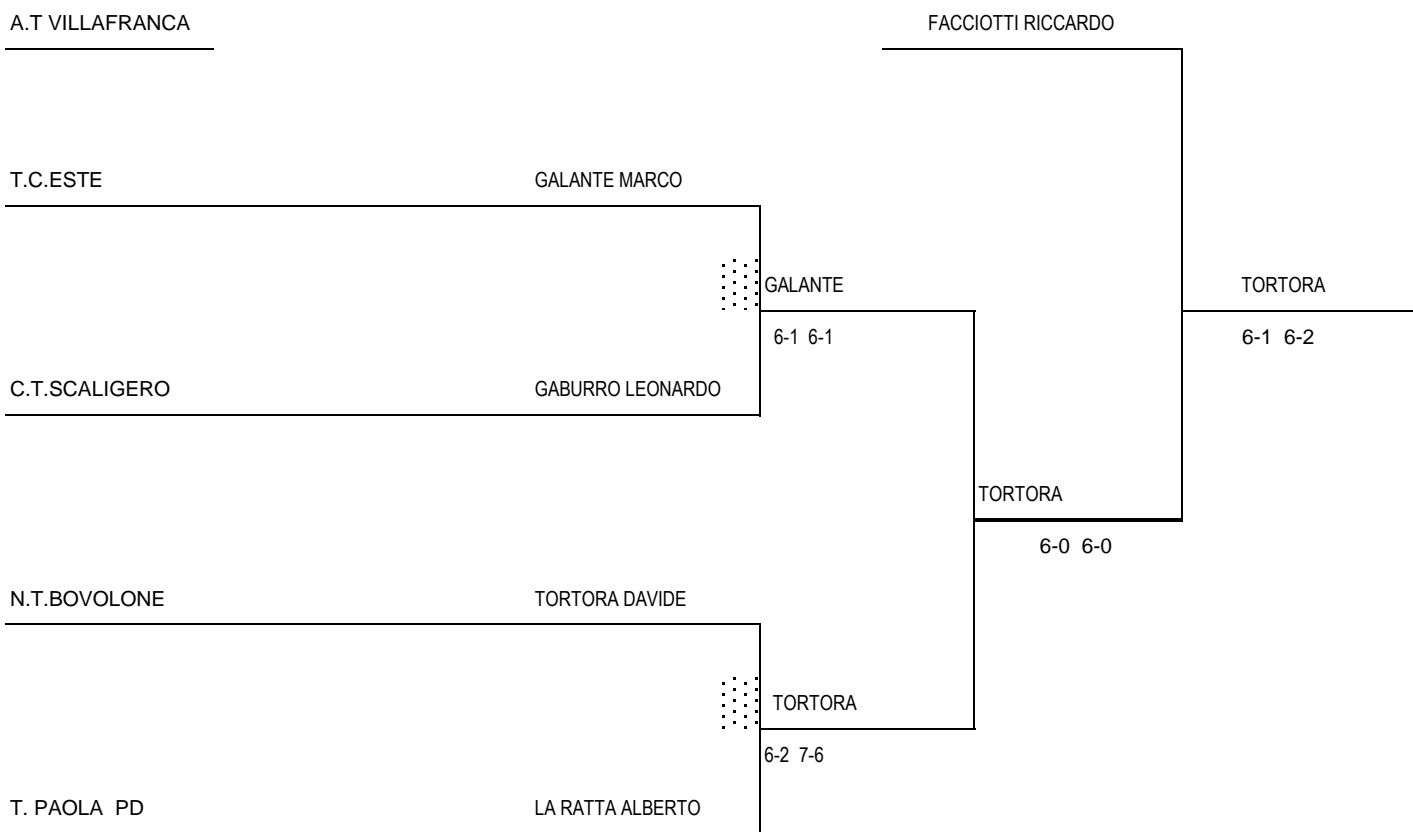 A.T VILLAFRANCA FACCIOTTI RICCARDO
T.C.ESTE GALANTE MARCO
GALANTE TORTORA
6-1 6-1 6-1 6-2
C.T.SCALIGERO GABURRO LEONARDO
TORTORA
6-0 6-0
N.T.BOVOLONE TORTORA DAVIDE
TORTORA
6-2 7-6
T. PAOLA PD LA RATTA ALBERTO